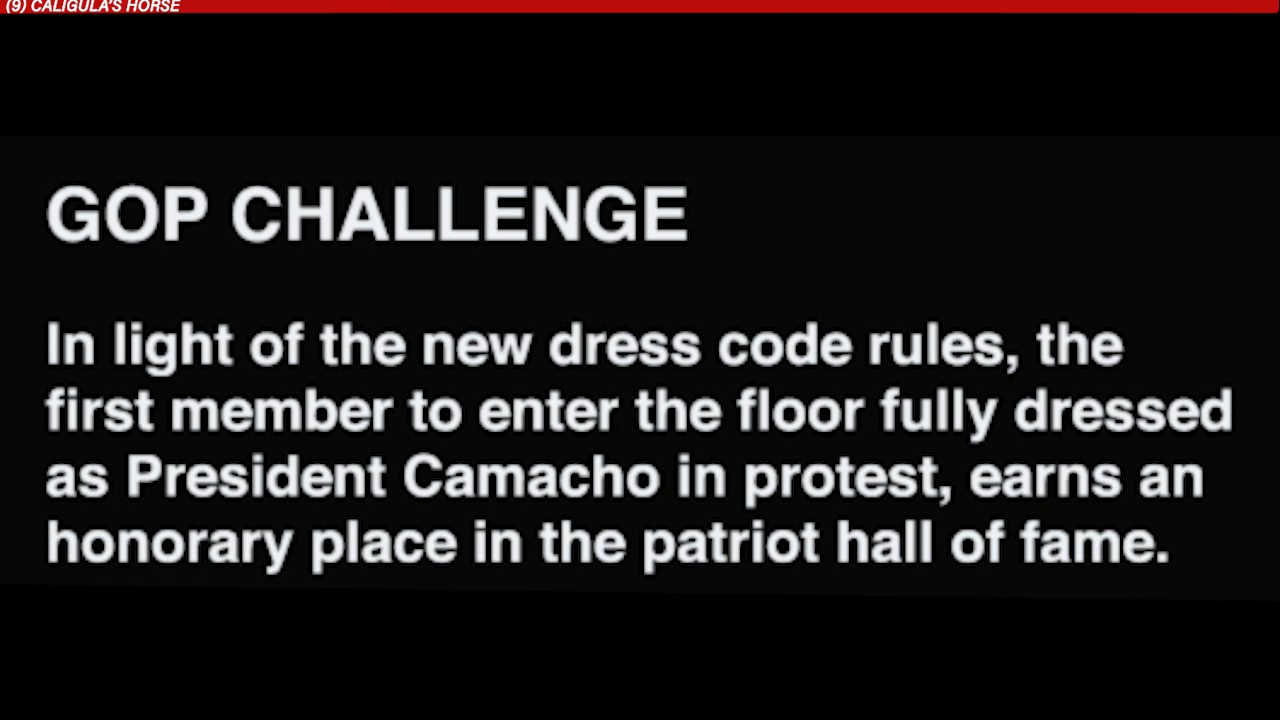 (9) CALIGULA'S HORSE
GOP CHALLENGE
In light of the new dress code rules, the
first member to enter the floor fully dressed
as President Camacho in protest, earns an
honorary place in the patriot hall of fame.